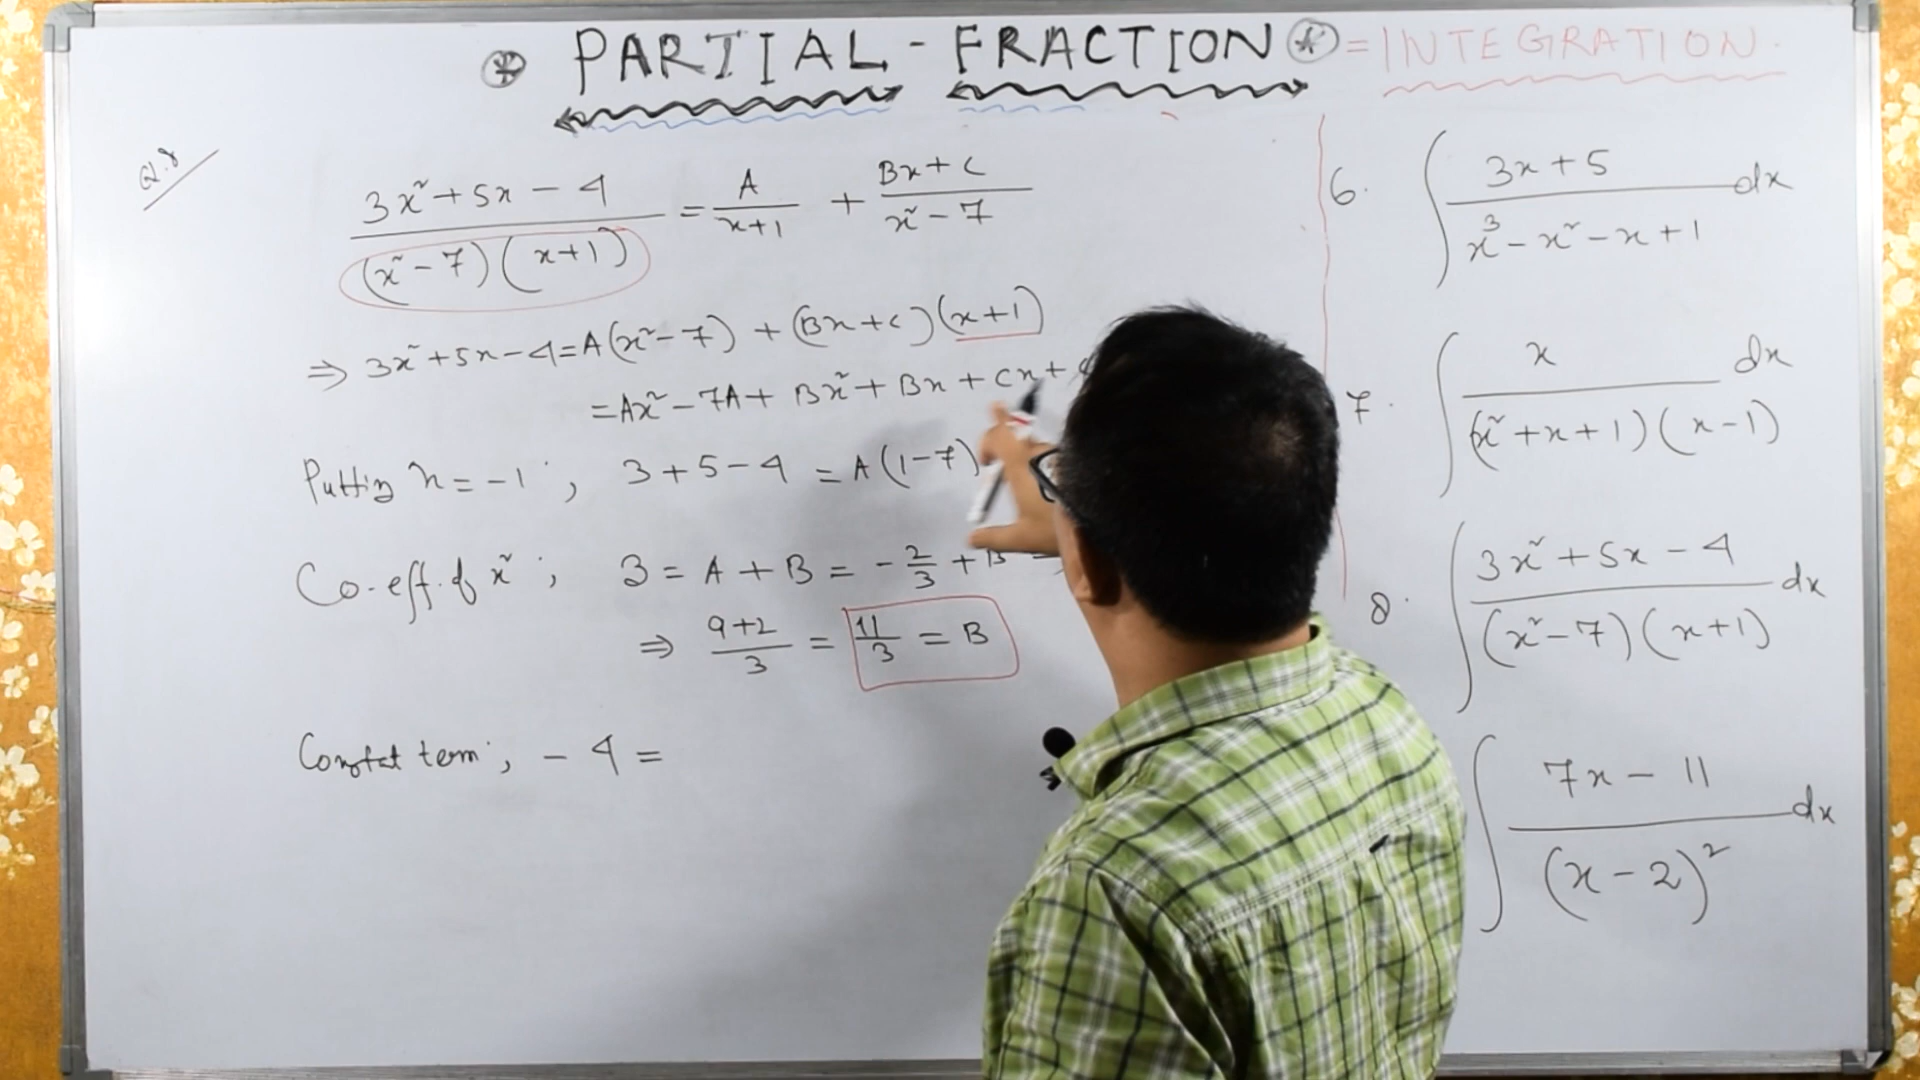 * PARTIAL - FRACTION * = INTEGRATION.
Q.8
3x² + 5x - 4 / (x² - 7)(x+1) = A / x+1 + Bx + C / x² - 7
⇒ 3x² + 5x - 4 = A(x² - 7) + (Bx + C)(x+1)
= Ax² - 7A + Bx² + Bx + Cx +
Putting x = -1 ; 3 + 5 - 4 = A(1-7)
Co-eff. of x² ; 3 = A + B = - 2/3 + B =
⇒ 9+2 / 3 = 11/3 = B
Constat term ; - 4 =
6. ∫ 3x + 5 / x³ - x² - x + 1 dx
7. ∫ x / (x² + x + 1)(x - 1) dx
8. ∫ 3x² + 5x - 4 / (x² - 7)(x+1) dx
∫ 7x - 11 / (x - 2)² dx